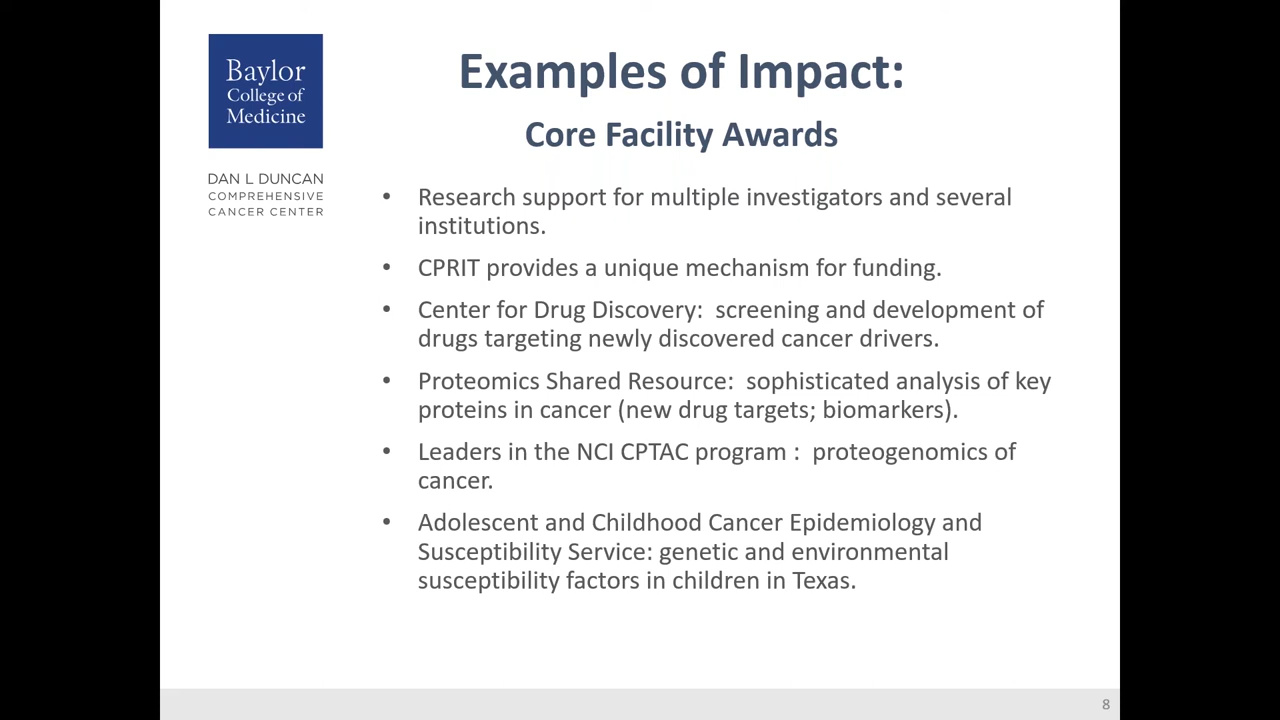 Baylor
College of
Medicine
DAN L DUNCAN
COMPREHENSIVE
CANCER CENTER
Examples of Impact:
Core Facility Awards
• Research support for multiple investigators and several
institutions.
• CPRIT provides a unique mechanism for funding.
• Center for Drug Discovery:  screening and development of
drugs targeting newly discovered cancer drivers.
• Proteomics Shared Resource:  sophisticated analysis of key
proteins in cancer (new drug targets; biomarkers).
• Leaders in the NCI CPTAC program :  proteogenomics of
cancer.
• Adolescent and Childhood Cancer Epidemiology and
Susceptibility Service: genetic and environmental
susceptibility factors in children in Texas.
8